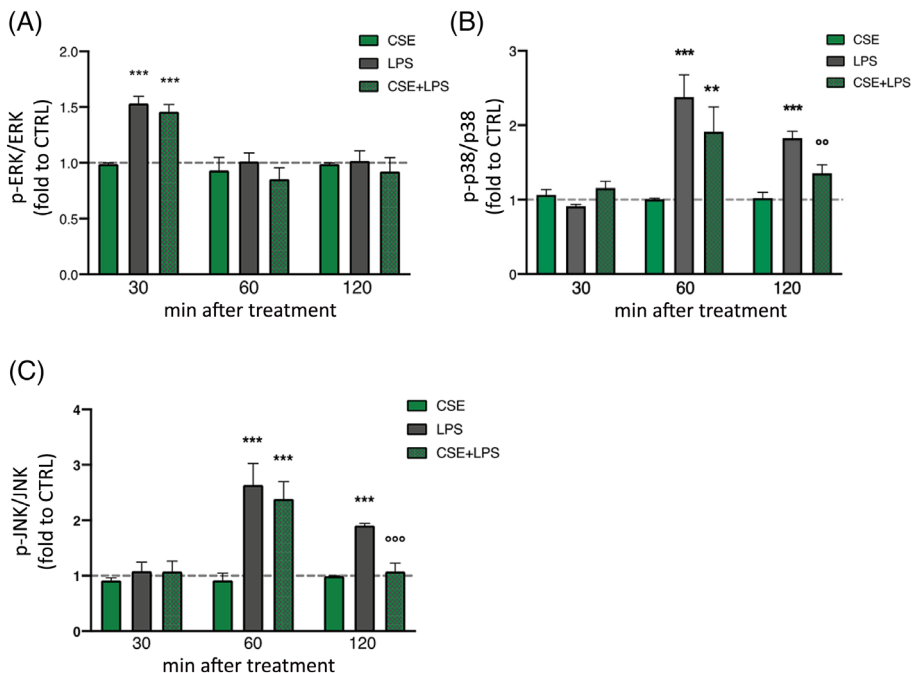 (A)
CSE
LPS
CSE+LPS
p-ERK/ERK
(fold to CTRL)
2.0
1.5
1.0
0.5
0.0
*** ***
30 60 120
min after treatment
(B)
CSE
LPS
CSE+LPS
p-p38/p38
(fold to CTRL)
3
2
1
0
*** ** *** °°
30 60 120
min after treatment
(C)
CSE
LPS
CSE+LPS
p-JNK/JNK
(fold to CTRL)
4
3
2
1
0
*** *** *** °°°
30 60 120
min after treatment